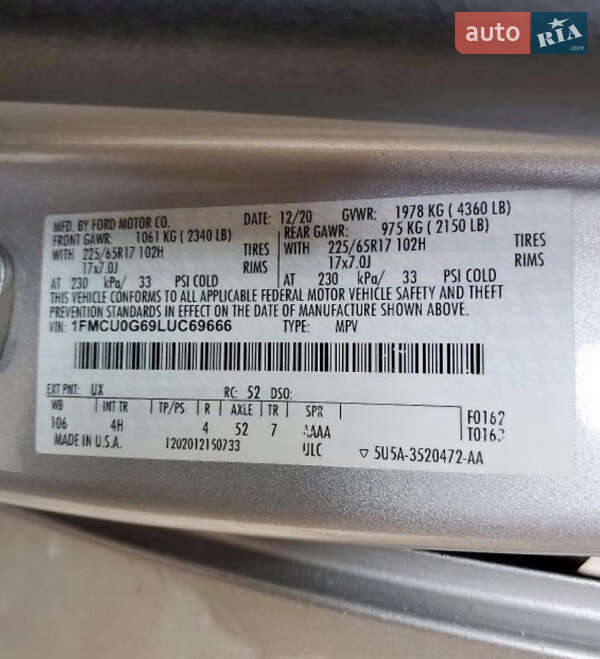 auto RIA .com
MFD. BY FORD MOTOR CO. DATE: 12/20 GVWR: 1978 KG ( 4360 LB)
FRONT GAWR: 1061 KG ( 2340 LB) REAR GAWR: 975 KG ( 2150 LB)
WITH 225/65R17 102H TIRES WITH 225/65R17 102H TIRES
17x7.0J RIMS 17x7.0J RIMS
AT 230 kPa/ 33 PSI COLD AT 230 kPa/ 33 PSI COLD
THIS VEHICLE CONFORMS TO ALL APPLICABLE FEDERAL MOTOR VEHICLE SAFETY AND THEFT
PREVENTION STANDARDS IN EFFECT ON THE DATE OF MANUFACTURE SHOWN ABOVE.
VIN: 1FMCU0G69LUC69666 TYPE: MPV
EXT PNT: UX RC: 52 DSO:
WB INT TR TP/PS R AXLE TR SPR F0162
106 4H 4 52 7 AAAA
MADE IN U.S.A. 12U2012150733 ULC ▽ 5U5A-3520472-AA